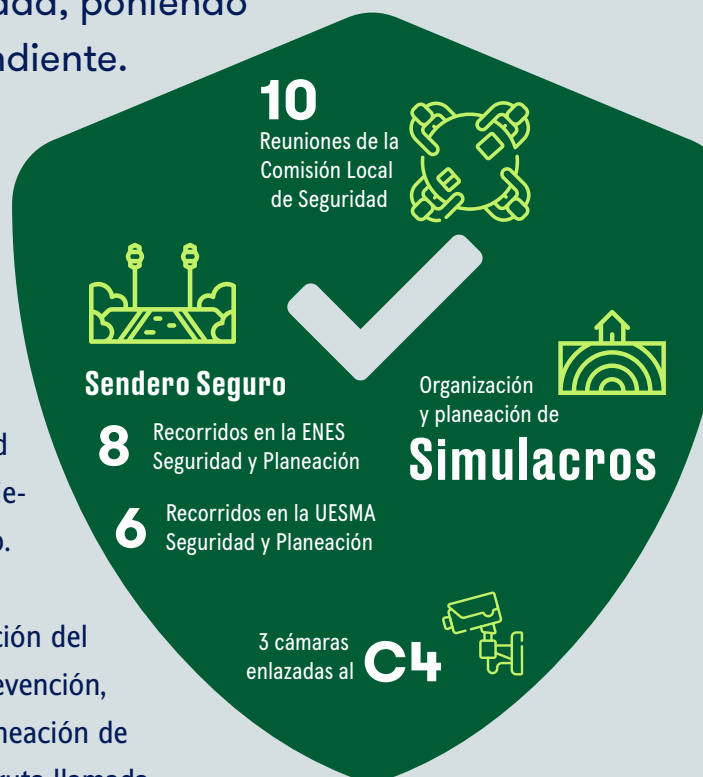 poniendo
10
Reuniones de la
Comisión Local
de Seguridad
Sendero Seguro
8 Recorridos en la ENES
Seguridad y Planeación
6 Recorridos en la UESMA
Seguridad y Planeación
Organización
y planeación de
Simulacros
3 cámaras
enlazadas al C4
o.
ción del
evención,
neación de